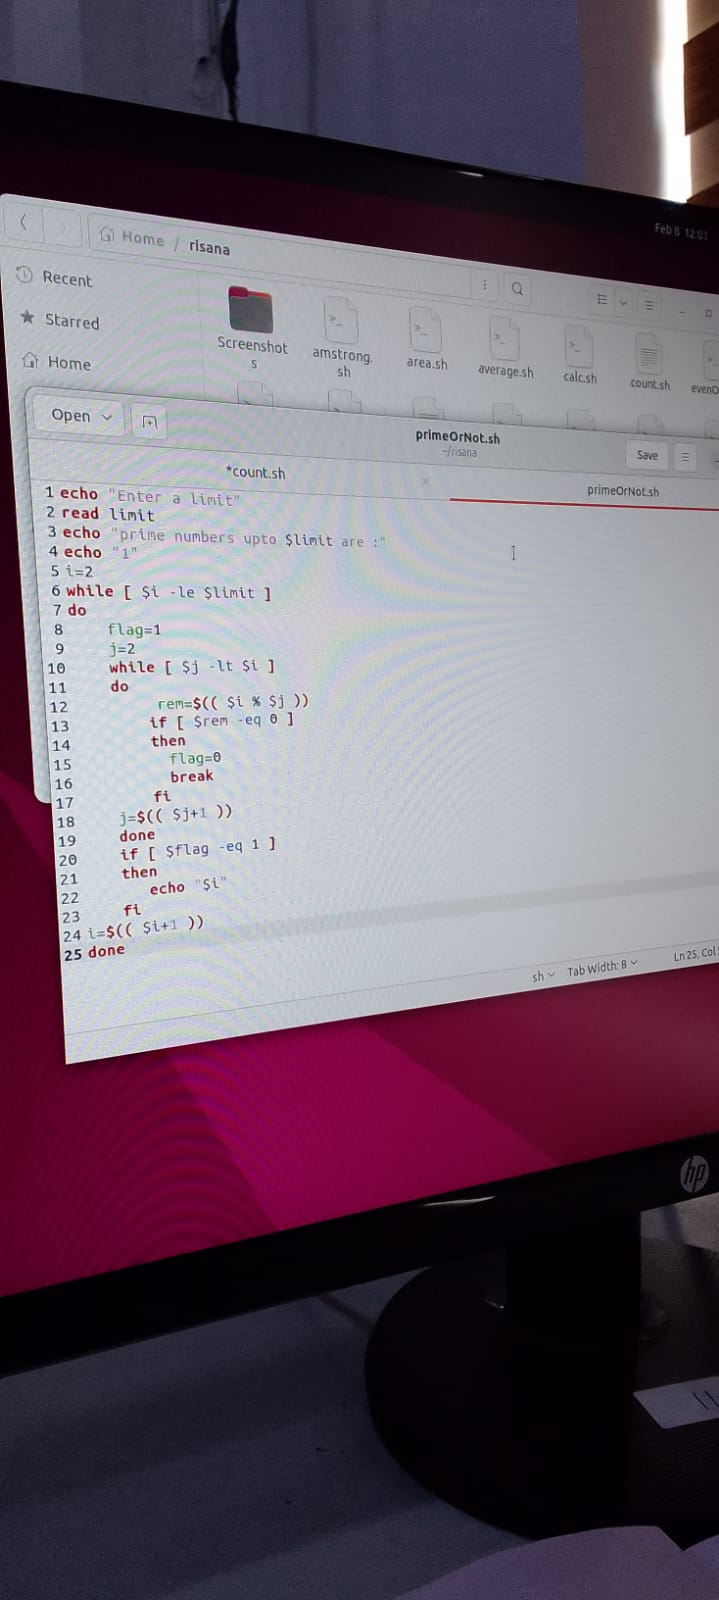 Feb 8 12:01
Home / risana
Recent
Starred
Home
Screenshot
s
amstrong.
sh
area.sh
average.sh
calc.sh
count.sh
evenO
Open
primeOrNot.sh
~/risana
Save
*count.sh
primeOrNot.sh
1 echo "Enter a limit"
2 read limit
3 echo "prime numbers upto $limit are :"
4 echo "1"
5 i=2
6 while [ $i -le $limit ]
7 do
8 flag=1
9 j=2
10 while [ $j -lt $i ]
11 do
12 rem=$(( $i % $j ))
13 if [ $rem -eq 0 ]
14 then
15 flag=0
16 break
17 fi
18 j=$(( $j+1 ))
19 done
20 if [ $flag -eq 1 ]
21 then
22 echo "$i"
23 fi
24 i=$(( $i+1 ))
25 done
sh
Tab Width: 8
Ln 25, Col
hp